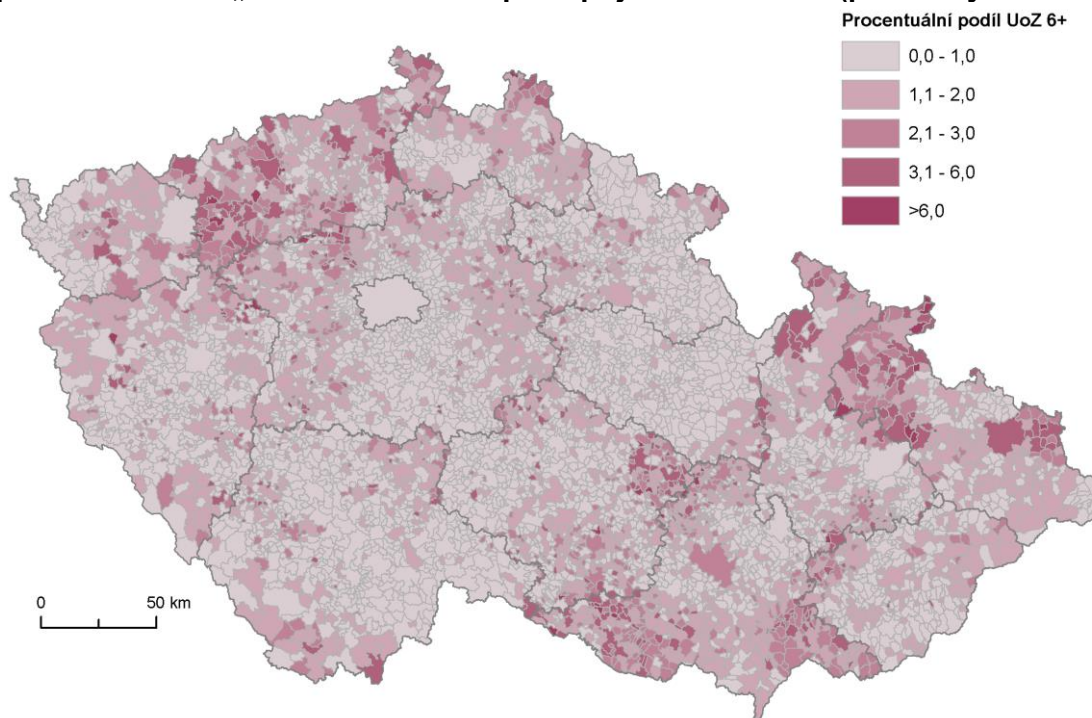 Procentuální podíl UoZ 6+
0,0 - 1,0
1,1 - 2,0
2,1 - 3,0
3,1 - 6,0
>6,0
0 50 km